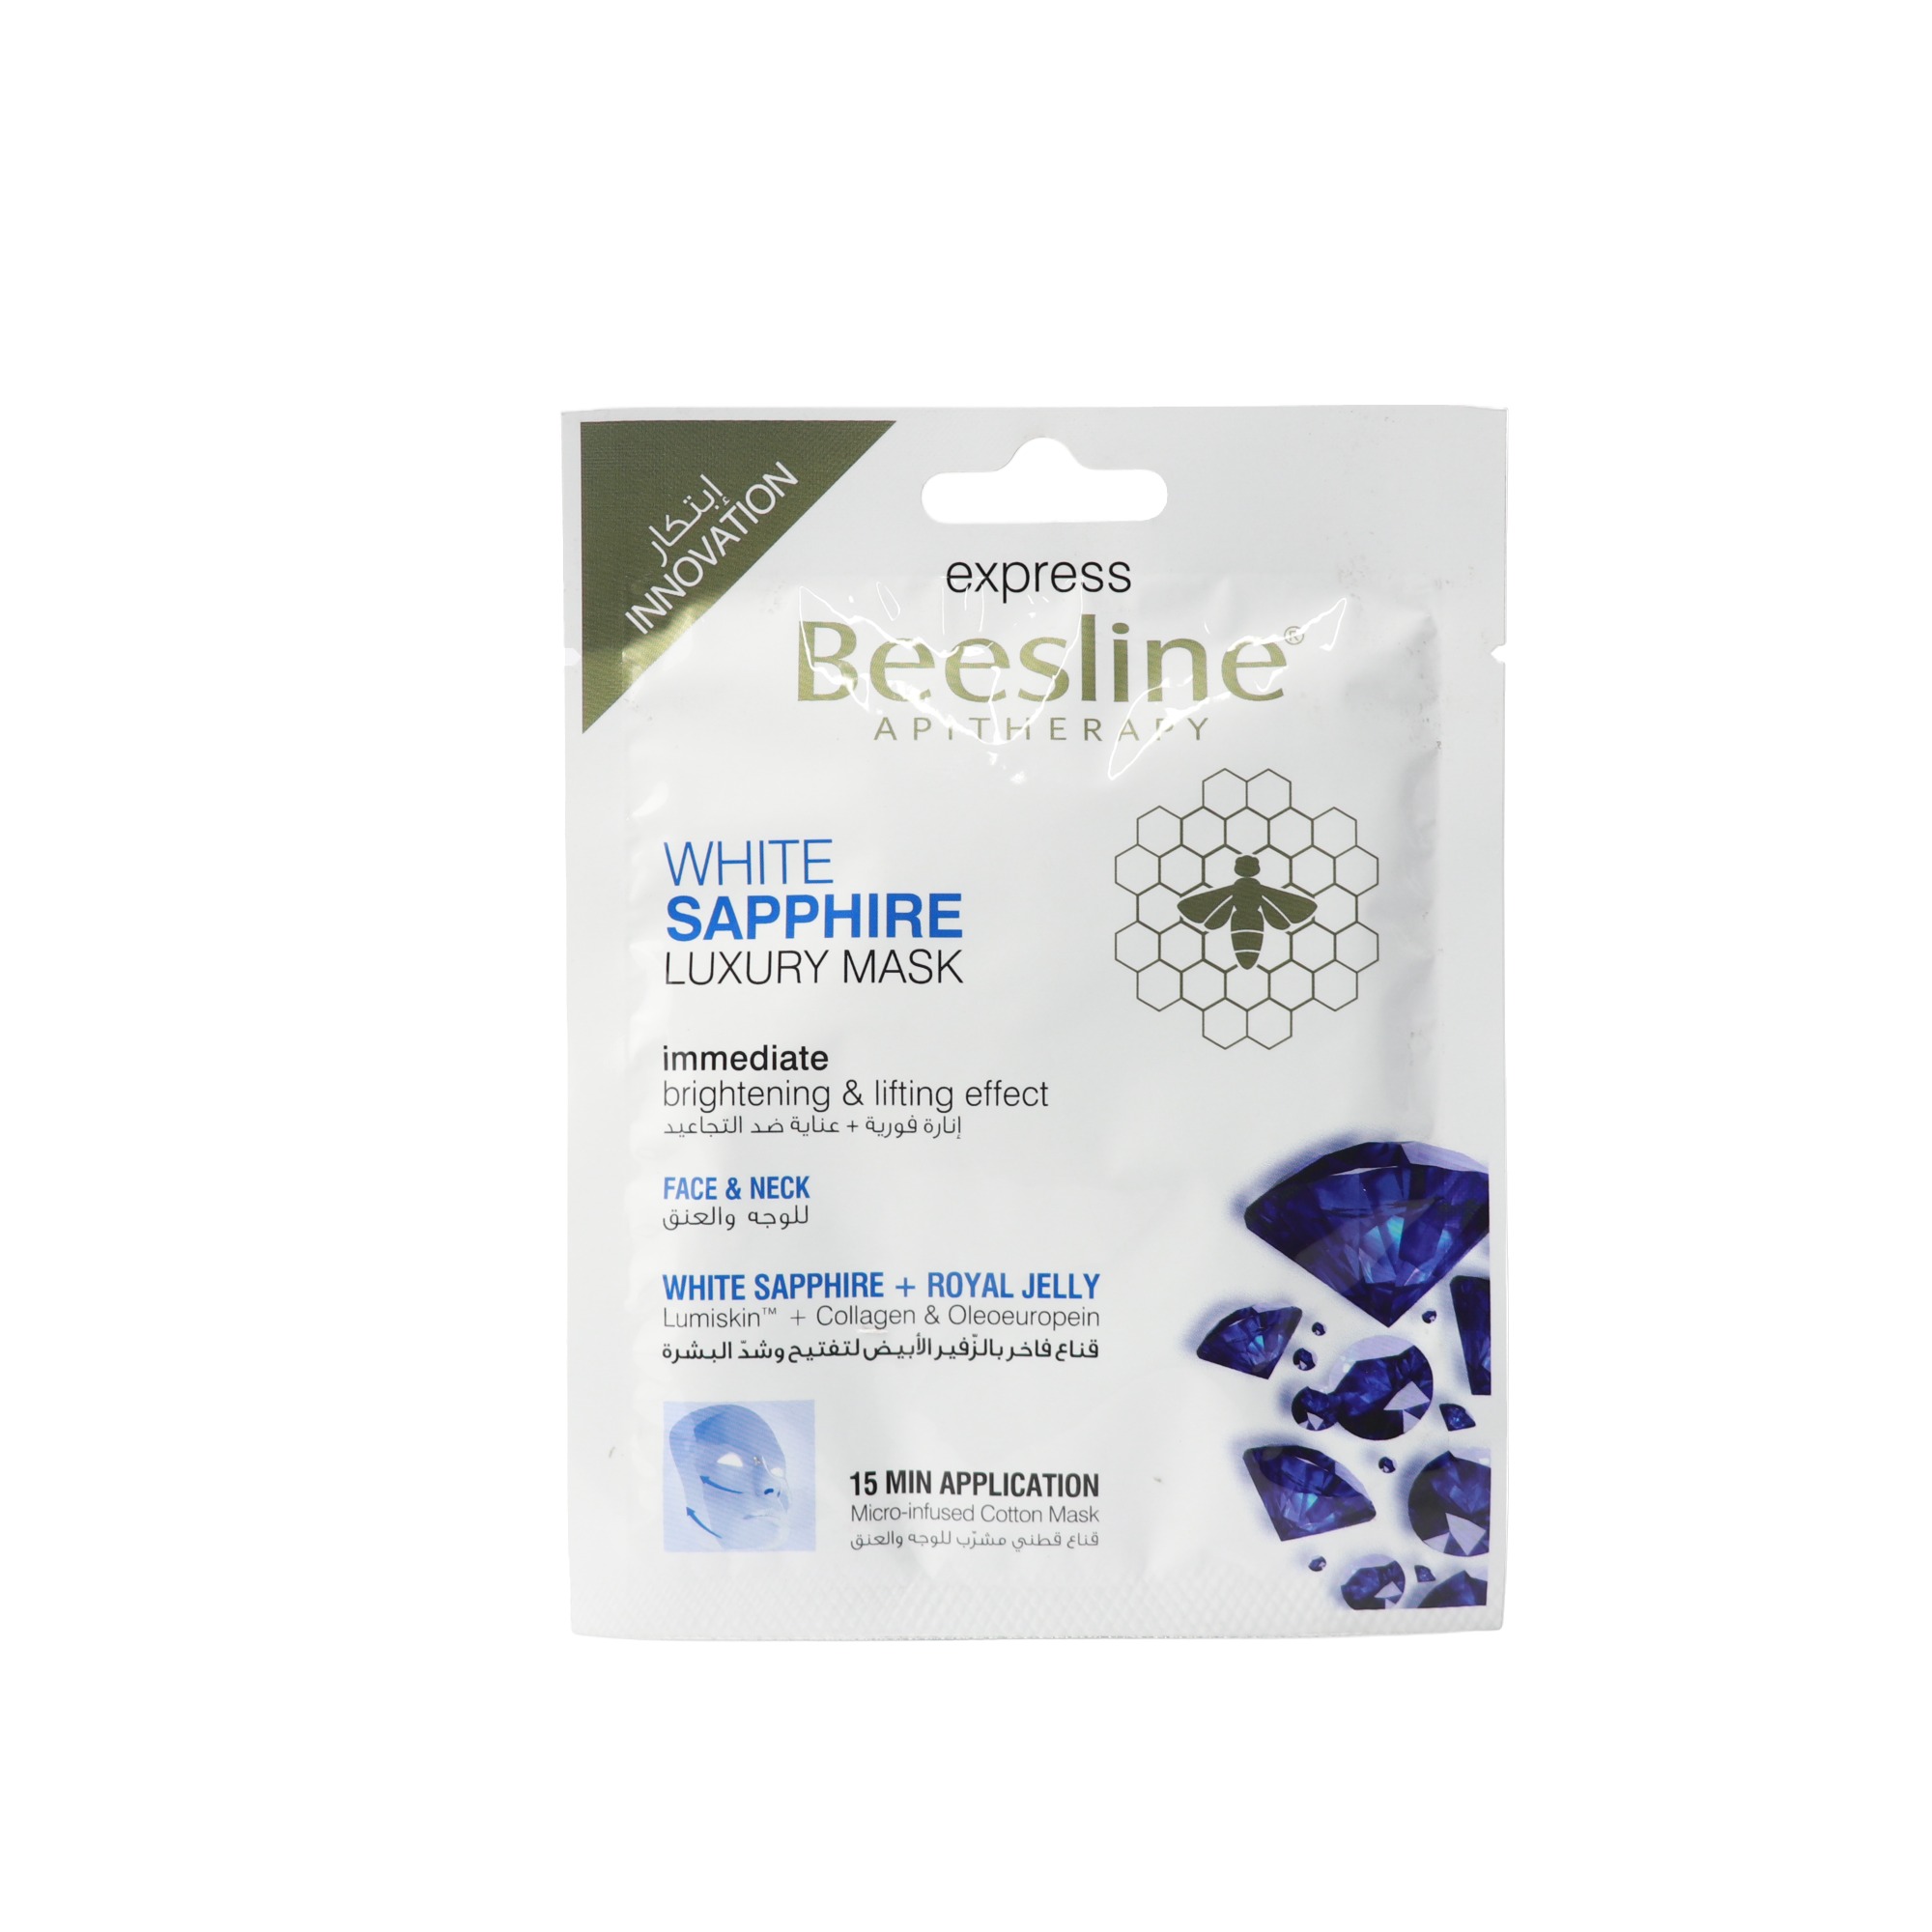 إبتكار
INNOVATION
express
Beesline®
APITHERAPY
WHITE
SAPPHIRE
LUXURY MASK
immediate
brightening & lifting effect
إنارة فورية + عناية ضد التجاعيد
FACE & NECK
للوجه والعنق
WHITE SAPPHIRE + ROYAL JELLY
Lumiskin™ + Collagen & Oleoeuropein
قناع فاخر بالزّفير الأبيض لتفتيح وشدّ البشرة
15 MIN APPLICATION
Micro-infused Cotton Mask
قناع قطني مشرّب للوجه والعنق